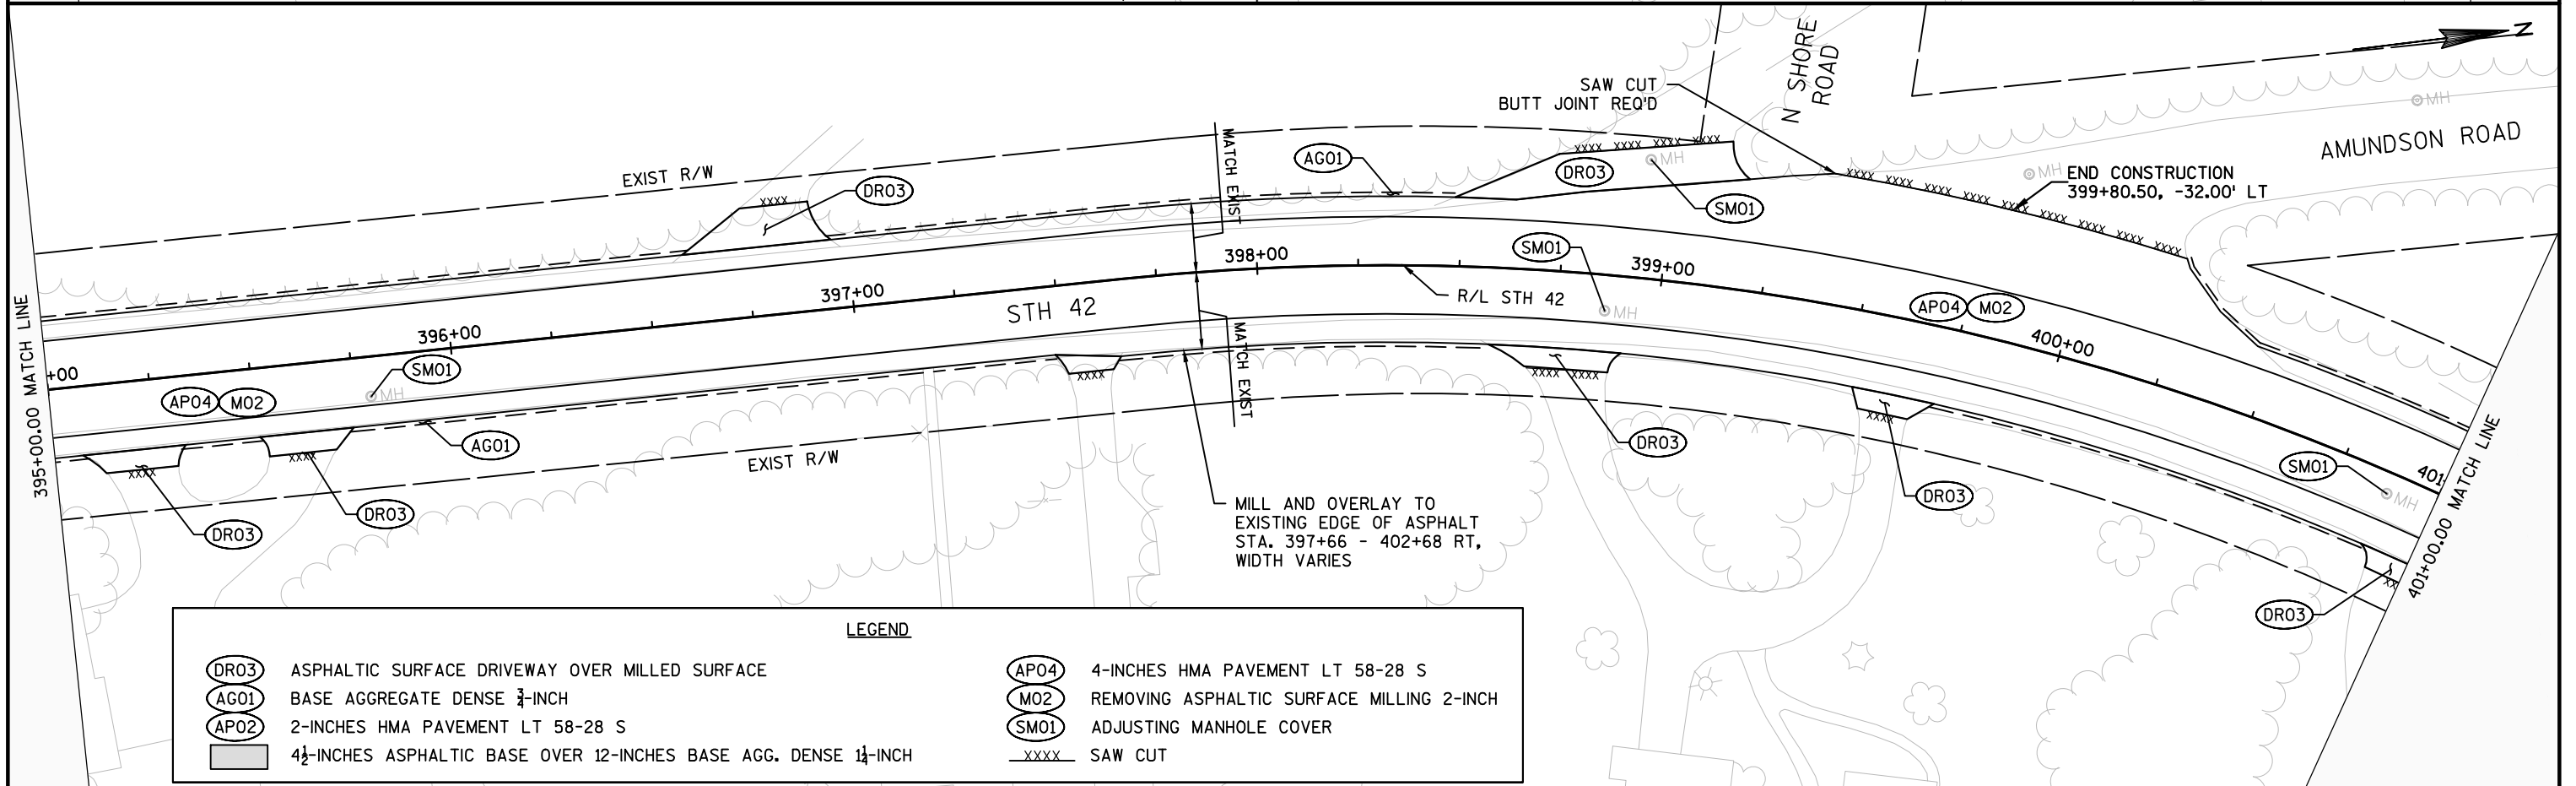 N
N SHORE
ROAD
SAW CUT
BUTT JOINT REQ'D
AMUNDSON ROAD
MH
MH
MH
END CONSTRUCTION
399+80.50, -32.00' LT
EXIST R/W
DR03
MATCH EXIST
AG01
DR03
SM01
SM01
MH
398+00
399+00
R/L STH 42
397+00
396+00
STH 42
AP04
M02
400+00
MATCH EXIST
395+00.00 MATCH LINE
+00
SM01
MH
AP04
M02
AG01
EXIST R/W
DR03
DR03
MILL AND OVERLAY TO
EXISTING EDGE OF ASPHALT
STA. 397+66 - 402+68 RT,
WIDTH VARIES
DR03
DR03
SM01
MH
401
401+00.00 MATCH LINE
DR03
LEGEND
DR03 ASPHALTIC SURFACE DRIVEWAY OVER MILLED SURFACE
AG01 BASE AGGREGATE DENSE 3/4-INCH
AP02 2-INCHES HMA PAVEMENT LT 58-28 S
4 1/2-INCHES ASPHALTIC BASE OVER 12-INCHES BASE AGG. DENSE 1 1/4-INCH
AP04 4-INCHES HMA PAVEMENT LT 58-28 S
M02 REMOVING ASPHALTIC SURFACE MILLING 2-INCH
SM01 ADJUSTING MANHOLE COVER
XXXX SAW CUT